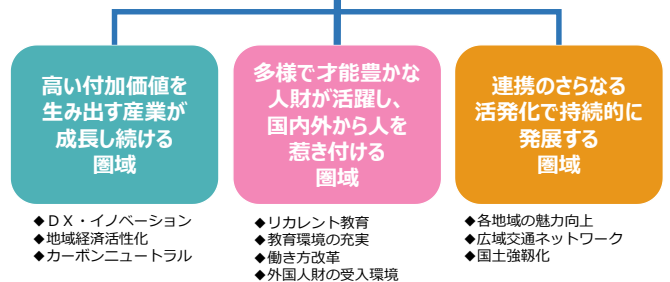 高い付加価値を
生み出す産業が
成長し続ける
圏域
◆ＤＸ・イノベーション
◆地域経済活性化
◆カーボンニュートラル
多様で才能豊かな
人財が活躍し、
国内外から人を
惹き付ける
圏域
◆リカレント教育
◆教育環境の充実
◆働き方改革
◆外国人財の受入環境
連携のさらなる
活発化で持続的に
発展する
圏域
◆各地域の魅力向上
◆広域交通ネットワーク
◆国土強靱化